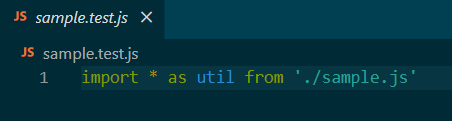 JS sample.test.js ×
JS sample.test.js
1 import * as util from './sample.js'